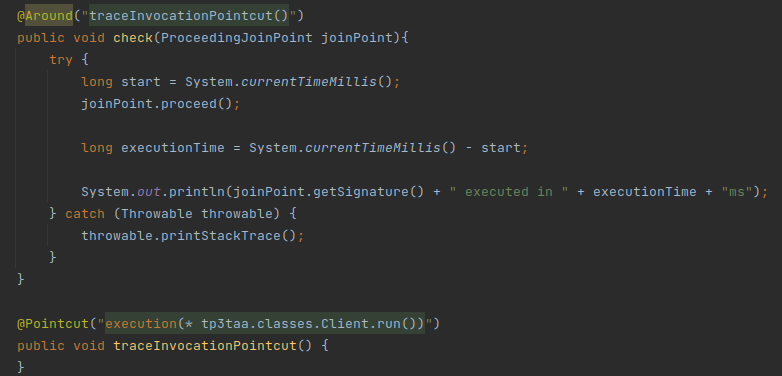 @Around("traceInvocationPointcut()")
public void check(ProceedingJoinPoint joinPoint){
try {
long start = System.currentTimeMillis();
joinPoint.proceed();
long executionTime = System.currentTimeMillis() - start;
System.out.println(joinPoint.getSignature() + " executed in " + executionTime + "ms");
} catch (Throwable throwable) {
throwable.printStackTrace();
}
}
@Pointcut("execution(* tp3taa.classes.Client.run())")
public void traceInvocationPointcut() {
}